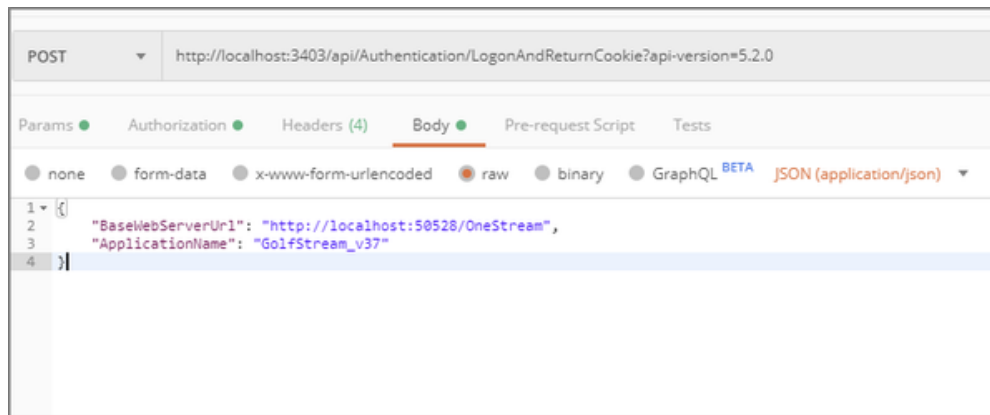 POST http://localhost:3403/api/Authentication/LogonAndReturnCookie?api-version=5.2.0
Params Authorization Headers (4) Body Pre-request Script Tests
none form-data x-www-form-urlencoded raw binary GraphQL BETA JSON (application/json)
1 {
2 "BaseWebServerUrl": "http://localhost:50528/OneStream",
3 "ApplicationName": "GolfStream_v37"
4 }